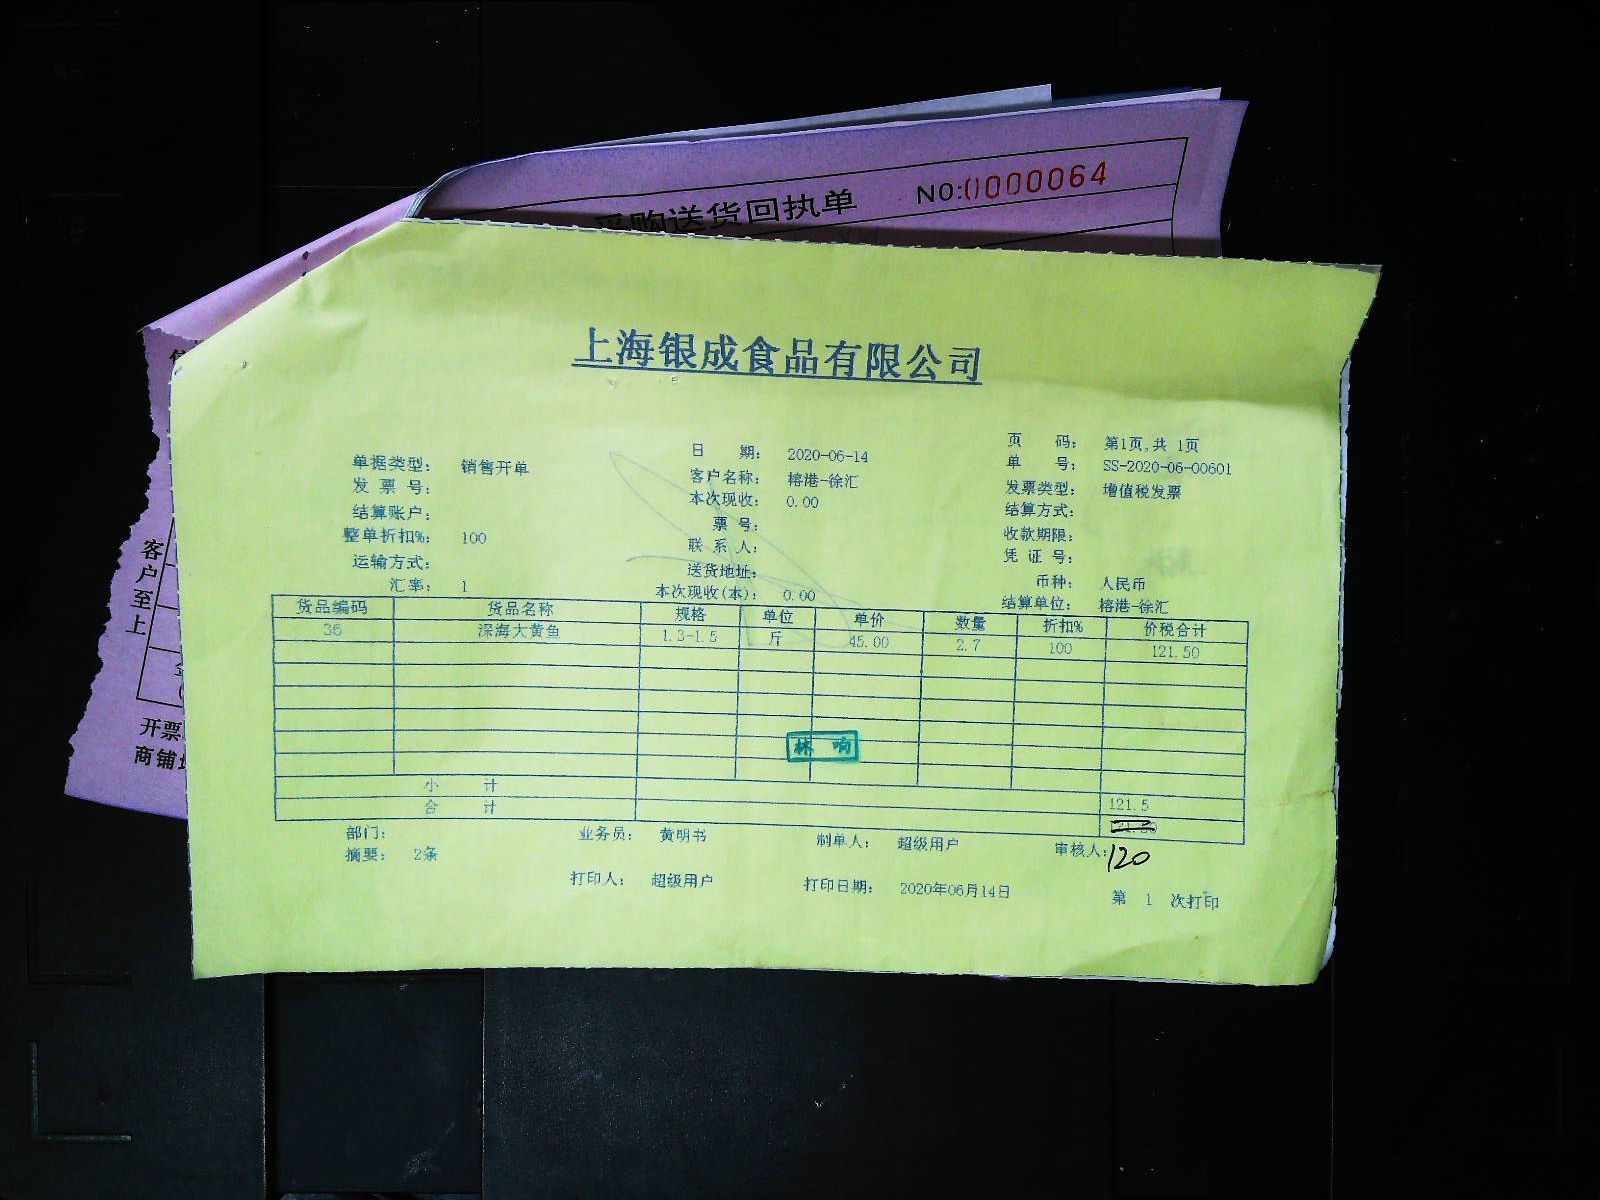 采购送货回执单 NO:0000064
上海银成食品有限公司
单据类型： 销售开单 日 期： 2020-06-14 页 码： 第1页,共 1页
发 票 号： 客户名称： 榕港-徐汇 单 号： SS-2020-06-00601
结算账户： 本次现收： 0.00 发票类型： 增值税发票
整单折扣%： 100 票 号： 结算方式：
运输方式： 联 系 人： 收款期限：
汇率： 1 送货地址： 凭 证 号：
本次现收(本)： 0.00 币种： 人民币
结算单位： 榕港-徐汇
货品编码 货品名称 规格 单位 单价 数量 折扣% 价税合计
36 深海大黄鱼 1.3-1.5 斤 45.00 2.7 100 121.50
林 响
小 计 121.5
合 计
120
部门： 业务员： 黄明书 制单人： 超级用户 审核人：
摘要： 2条
打印人： 超级用户 打印日期： 2020年06月14日 第 1 次打印
客户至上
开票
商铺